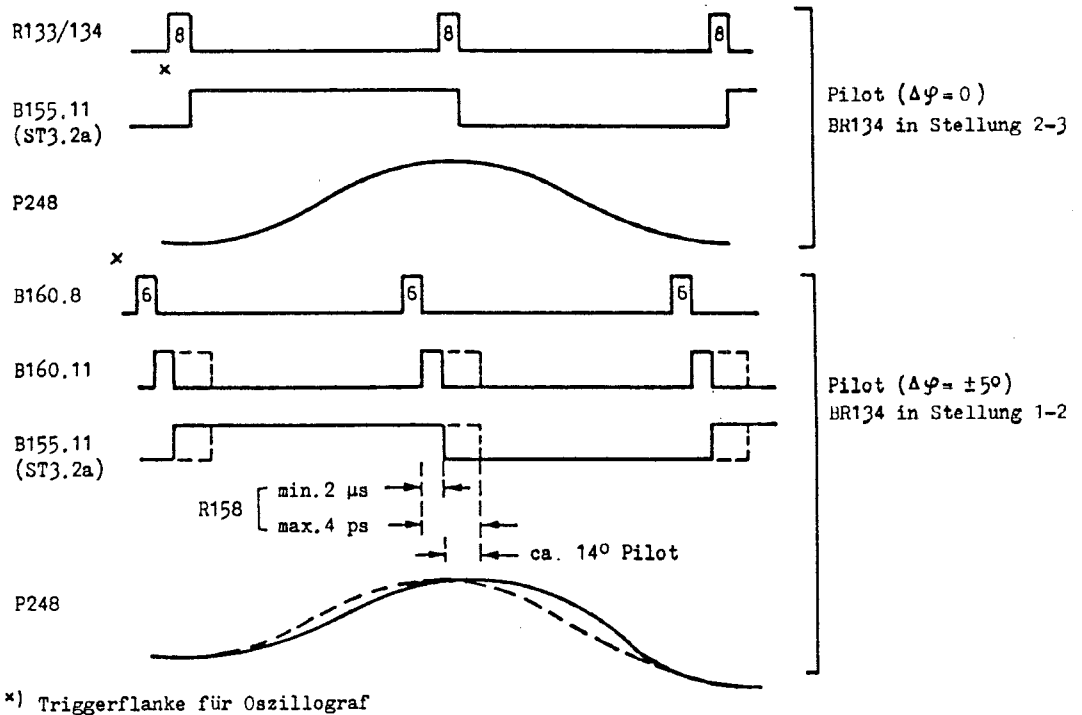 R133/134
8 8 8
×
B155.11
(ST3.2a)
Pilot (Δφ=0)
BR134 in Stellung 2-3
P248
×
B160.8
6 6 6
B160.11
Pilot (Δφ= ±5°)
BR134 in Stellung 1-2
B155.11
(ST3.2a)
R158
min.2 µs
max.4 ps
ca. 14° Pilot
P248
×) Triggerflanke für Oszillograf